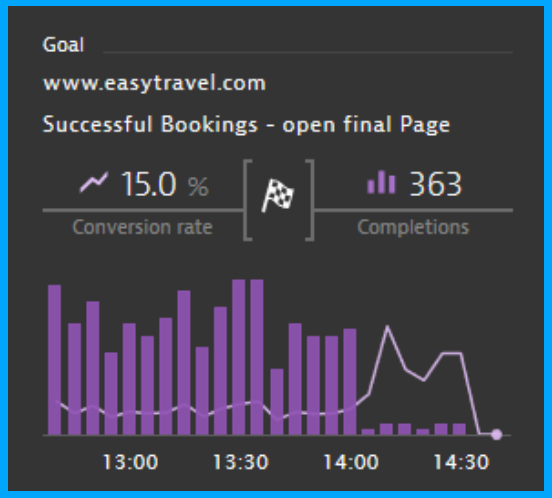 Goal
www.easytravel.com
Successful Bookings - open final Page
15.0 % 363
Conversion rate Completions
13:00 13:30 14:00 14:30